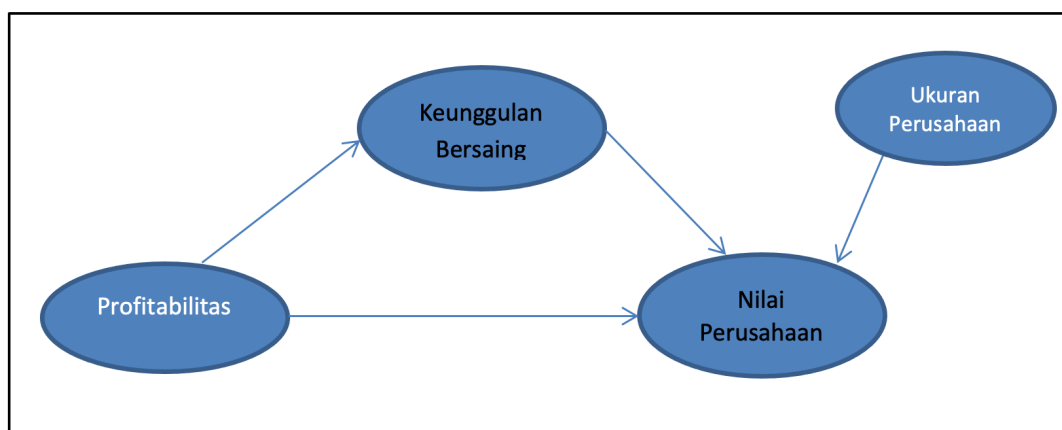 Keunggulan
Bersaing
Ukuran
Perusahaan
Profitabilitas
Nilai
Perusahaan